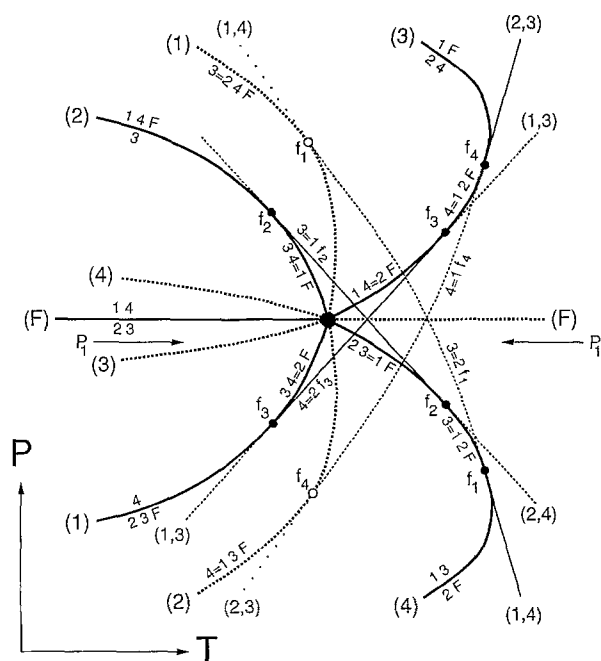 (1)
(1,4)
(3)
1 F
2 4
(2,3)
3=2 4 F
(2)
1 4 F
3
(1,3)
f1
f4
4=1 2 F
f2
3=1 f2
f3
3 4=1 F
1 4=2 F
4=1 f4
(4)
(F)
1 4
2 3
(F)
P1
P1
(3)
2 3=1 F
3=2 f1
3 4=2 F
4=2 f3
f3
f2
3=1 2 F
P
f4
f1
4
2 3 F
(1)
(1,3)
(2,4)
4=1 3 F
1 3
2 F
(2)
(2,3)
(4)
(1,4)
T